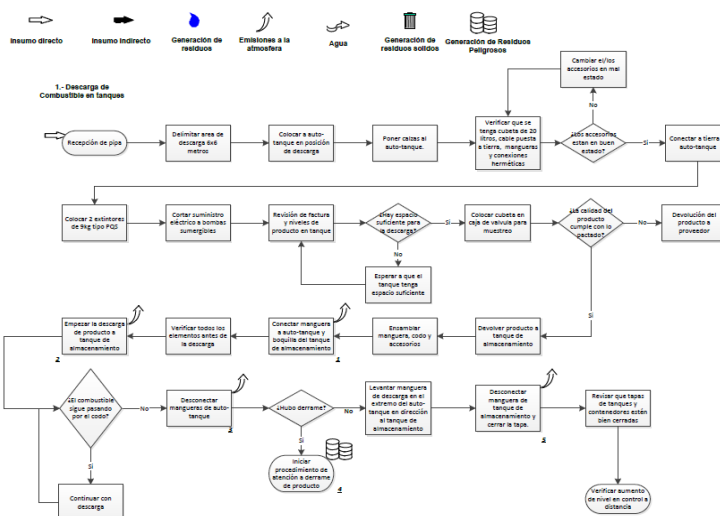 Insumo directo
Insumo indirecto
Generación de
residuos
Emisiones a la
atmosfera
Agua
Generación de
residuos solidos
Generación de Residuos
Peligrosos
1.- Descarga de
Combustible en tanques
Recepción de pipa
Delimitar area de
descarga 6x6
metros
Colocar a auto-
tanque en posición
de descarga
Poner calzas al
auto-tanque.
Verificar que se
tenga cubeta de 20
litros, cable puesta
a tierra, mangueras
y conexiones
herméticas
Cambiar el/los
accesorios en mal
estado
No
¿Los accesorios
estan en buen
estado?
Si
Conectar a tierra
auto-tanque
Colocar 2 extintores
de 9kg tipo PQS
Cortar suministro
eléctrico a bombas
sumergibles
Revisión de factura
y niveles de
producto en tanque
¿Hay espacio
suficiente para
la descarga?
Si
No
Esperar a que el
tanque tenga
espacio suficiente
Colocar cubeta en
caja de valvula para
muestreo
¿La calidad del
producto
cumple con lo
pactado?
No
Devolución del
producto a
proveedor
Si
Empezar la descarga
de producto a
tanque de
almacenamiento
2
Verificar todos los
elementos antes de
la descarga
Conectar manguera
a auto-tanque y
boquilla del tanque
de almacenamiento
1
Ensamblar
manguera, codo y
accesorios
Devolver producto a
tanque de
almacenamiento
¿El combustible
sigue pasando
por el codo?
No
Si
Continuar con
descarga
Desconectar
mangueras de auto-
tanque
3
¿Hubo derrame?
No
Si
Iniciar
procedimiento de
atención a derrame
de producto
4
Levantar manguera
de descarga en el
extremo del auto-
tanque en dirección
al tanque de
almacenamiento
Desconectar
manguera de
tanque de
almacenamiento y
cerrar la tapa.
5
Revisar que tapas
de tanques y
contenedores estén
bien cerradas
Verificar aumento
de nivel en control a
distancia